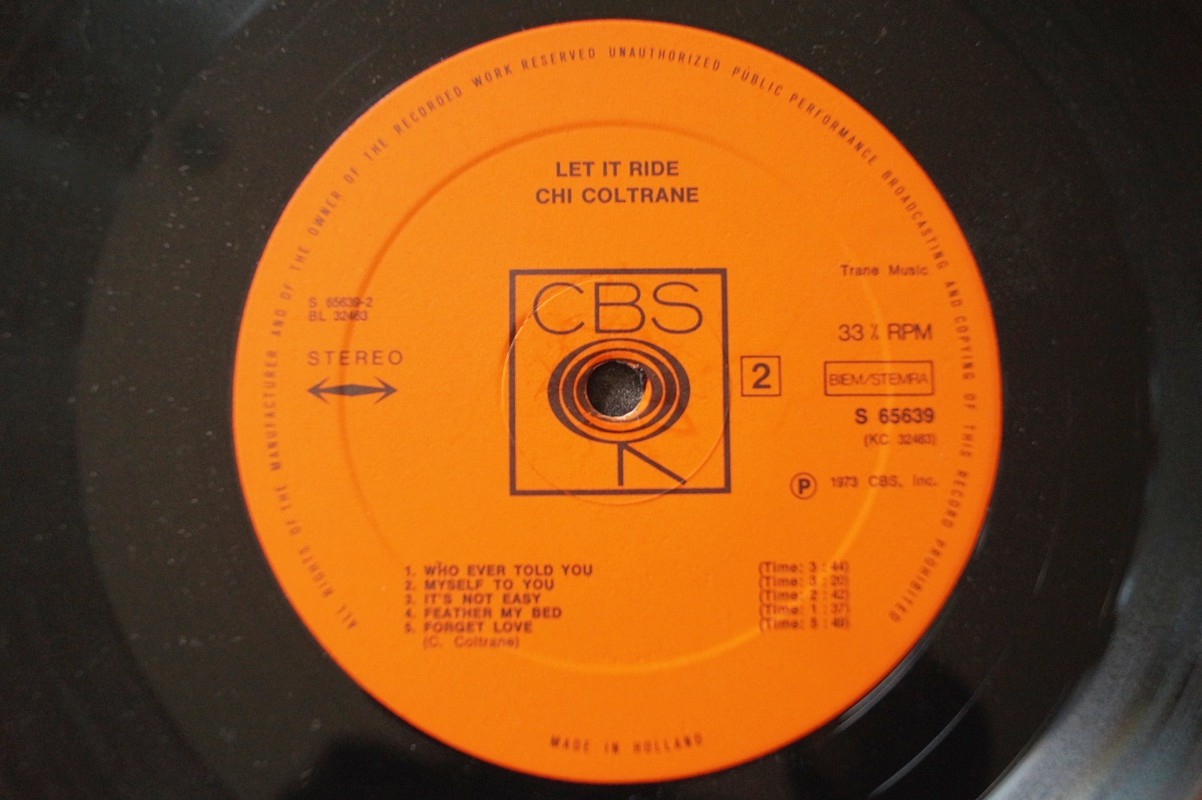 ALL RIGHTS OF THE MANUFACTURER AND OF THE OWNER OF THE RECORDED WORK RESERVED UNAUTHORIZED PUBLIC PERFORMANCE BROADCASTING AND COPYING OF THIS RECORD PROHIBITED
LET IT RIDE
CHI COLTRANE
Trane Music
CBS
S 65639-2
BL 32463
STEREO
33 ⅓ RPM
2
BIEM/STEMRA
S 65639
(KC 32463)
Ⓟ 1973 CBS, Inc.
1. WHO EVER TOLD YOU (Time: 3 : 44)
2. MYSELF TO YOU (Time: 3 : 20)
3. IT'S NOT EASY (Time: 2 : 42)
4. FEATHER MY BED (Time: 1 : 37)
5. FORGET LOVE (Time: 5 : 49)
(C. Coltrane)
MADE IN HOLLAND